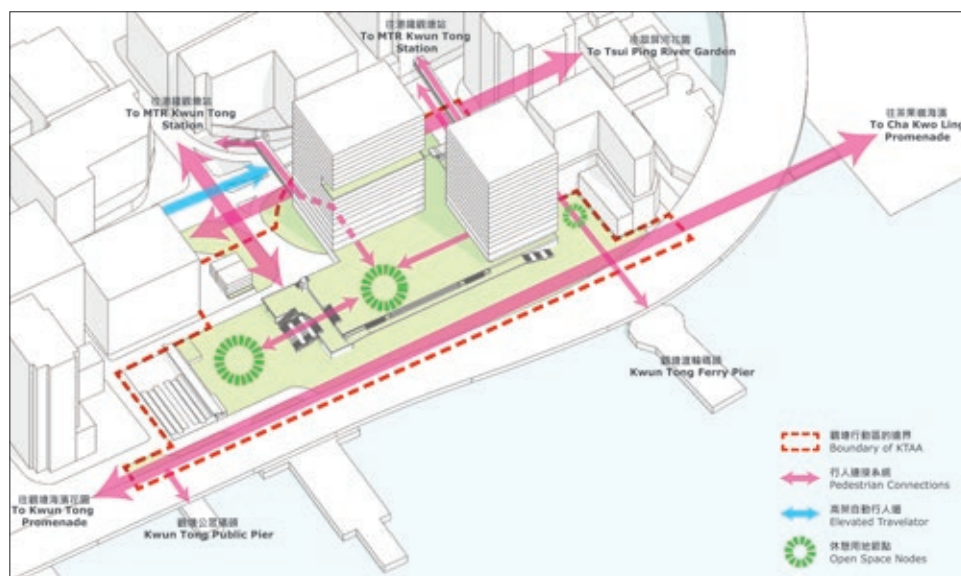 往港鐵觀塘站
To MTR Kwun Tong
Station
往翠屏河花園
To Tsui Ping River Garden
往港鐵觀塘站
To MTR Kwun Tong
Station
往茶果嶺海濱
To Cha Kwo Ling
Promenade
觀塘渡輪碼頭
Kwun Tong Ferry Pier
往觀塘海濱花園
To Kwun Tong
Promenade
觀塘公眾碼頭
Kwun Tong Public Pier
觀塘行動區的邊界
Boundary of KTAA
行人連接系統
Pedestrian Connections
高架自動行人道
Elevated Travelator
休憩用地節點
Open Space Nodes